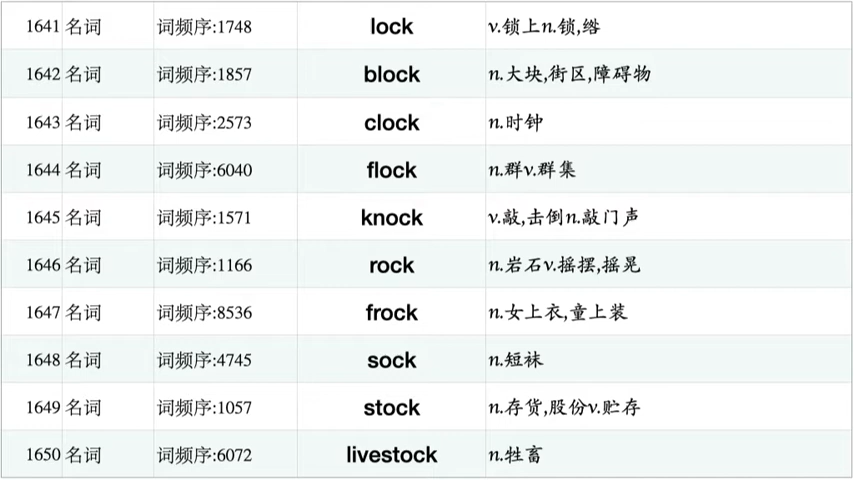 1641 名词 词频序:1748 lock v.锁上n.锁,绺
1642 名词 词频序:1857 block n.大块,街区,障碍物
1643 名词 词频序:2573 clock n.时钟
1644 名词 词频序:6040 flock n.群v.群集
1645 名词 词频序:1571 knock v.敲,击倒n.敲门声
1646 名词 词频序:1166 rock n.岩石v.摇摆,摇晃
1647 名词 词频序:8536 frock n.女上衣,童上装
1648 名词 词频序:4745 sock n.短袜
1649 名词 词频序:1057 stock n.存货,股份v.贮存
1650 名词 词频序:6072 livestock n.牲畜